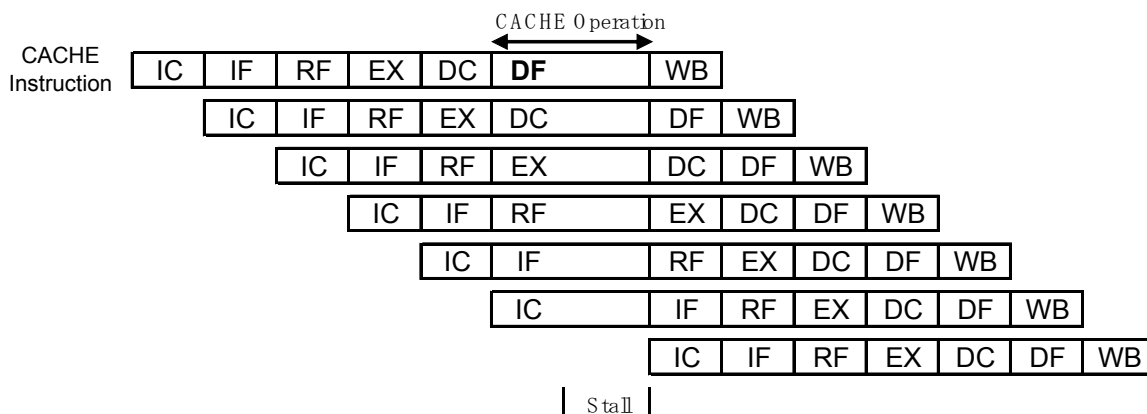 CACHE Operation
CACHE
Instruction
IC IF RF EX DC DF WB
IC IF RF EX DC DF WB
IC IF RF EX DC DF WB
IC IF RF EX DC DF WB
IC IF RF EX DC DF WB
IC IF RF EX DC DF WB
IC IF RF EX DC DF WB
Stall